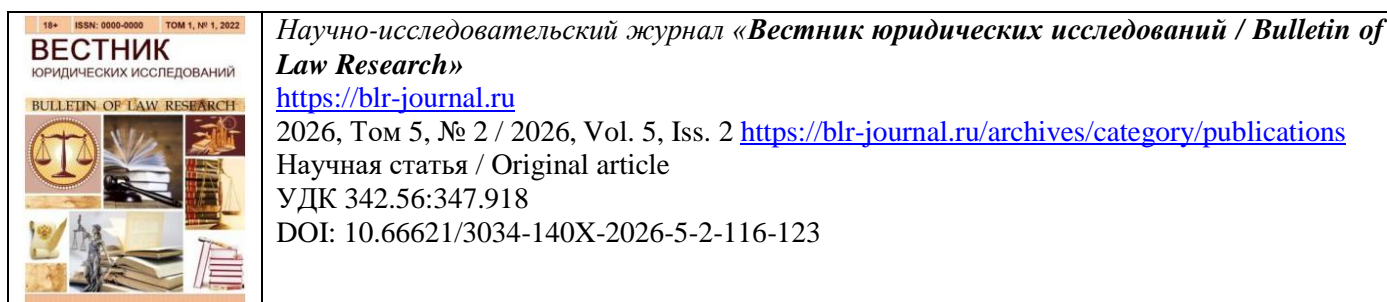 18+ ISSN: 0000-0000 ТОМ 1, № 1, 2022
ВЕСТНИК
ЮРИДИЧЕСКИХ ИССЛЕДОВАНИЙ
BULLETIN OF LAW RESEARCH
Научно-исследовательский журнал «Вестник юридических исследований / Bulletin of
Law Research»
https://blr-journal.ru
2026, Том 5, № 2 / 2026, Vol. 5, Iss. 2 https://blr-journal.ru/archives/category/publications
Научная статья / Original article
УДК 342.56:347.918
DOI: 10.66621/3034-140X-2026-5-2-116-123